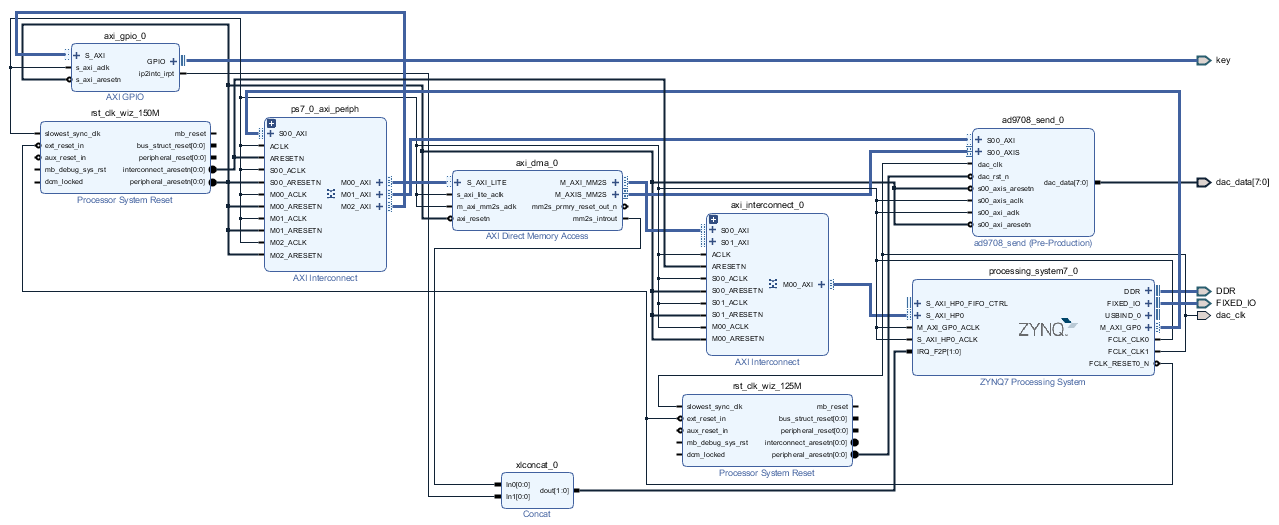 axi_gpio_0
S_AXI
s_axi_aclk
s_axi_aresetn
GPIO
ip2intc_irpt
AXI GPIO
key
rst_clk_wiz_150M
slowest_sync_clk
ext_reset_in
aux_reset_in
mb_debug_sys_rst
dcm_locked
mb_reset
bus_struct_reset[0:0]
peripheral_reset[0:0]
interconnect_aresetn[0:0]
peripheral_aresetn[0:0]
Processor System Reset
ps7_0_axi_periph
S00_AXI
ACLK
ARESETN
S00_ACLK
S00_ARESETN
M00_ACLK
M00_ARESETN
M01_ACLK
M01_ARESETN
M02_ACLK
M02_ARESETN
M00_AXI
M01_AXI
M02_AXI
AXI Interconnect
axi_dma_0
S_AXI_LITE
s_axi_lite_aclk
m_axi_mm2s_aclk
axi_resetn
M_AXI_MM2S
M_AXIS_MM2S
mm2s_prmry_reset_out_n
mm2s_introut
AXI Direct Memory Access
ad9708_send_0
S00_AXI
S00_AXIS
dac_clk
dac_rst_n
s00_axis_aresetn
s00_axis_aclk
s00_axi_aclk
s00_axi_aresetn
dac_data[7:0]
ad9708_send (Pre-Production)
dac_data[7:0]
axi_interconnect_0
S00_AXI
S01_AXI
ACLK
ARESETN
S00_ACLK
S00_ARESETN
S01_ACLK
S01_ARESETN
M00_ACLK
M00_ARESETN
M00_AXI
AXI Interconnect
processing_system7_0
S_AXI_HP0_FIFO_CTRL
S_AXI_HP0
M_AXI_GP0_ACLK
S_AXI_HP0_ACLK
IRQ_F2P[1:0]
ZYNQ
DDR
FIXED_IO
USBIND_0
M_AXI_GP0
FCLK_CLK0
FCLK_CLK1
FCLK_RESET0_N
ZYNQ7 Processing System
DDR
FIXED_IO
dac_clk
rst_clk_wiz_125M
slowest_sync_clk
ext_reset_in
aux_reset_in
mb_debug_sys_rst
dcm_locked
mb_reset
bus_struct_reset[0:0]
peripheral_reset[0:0]
interconnect_aresetn[0:0]
peripheral_aresetn[0:0]
Processor System Reset
xlconcat_0
In0[0:0]
In1[0:0]
dout[1:0]
Concat